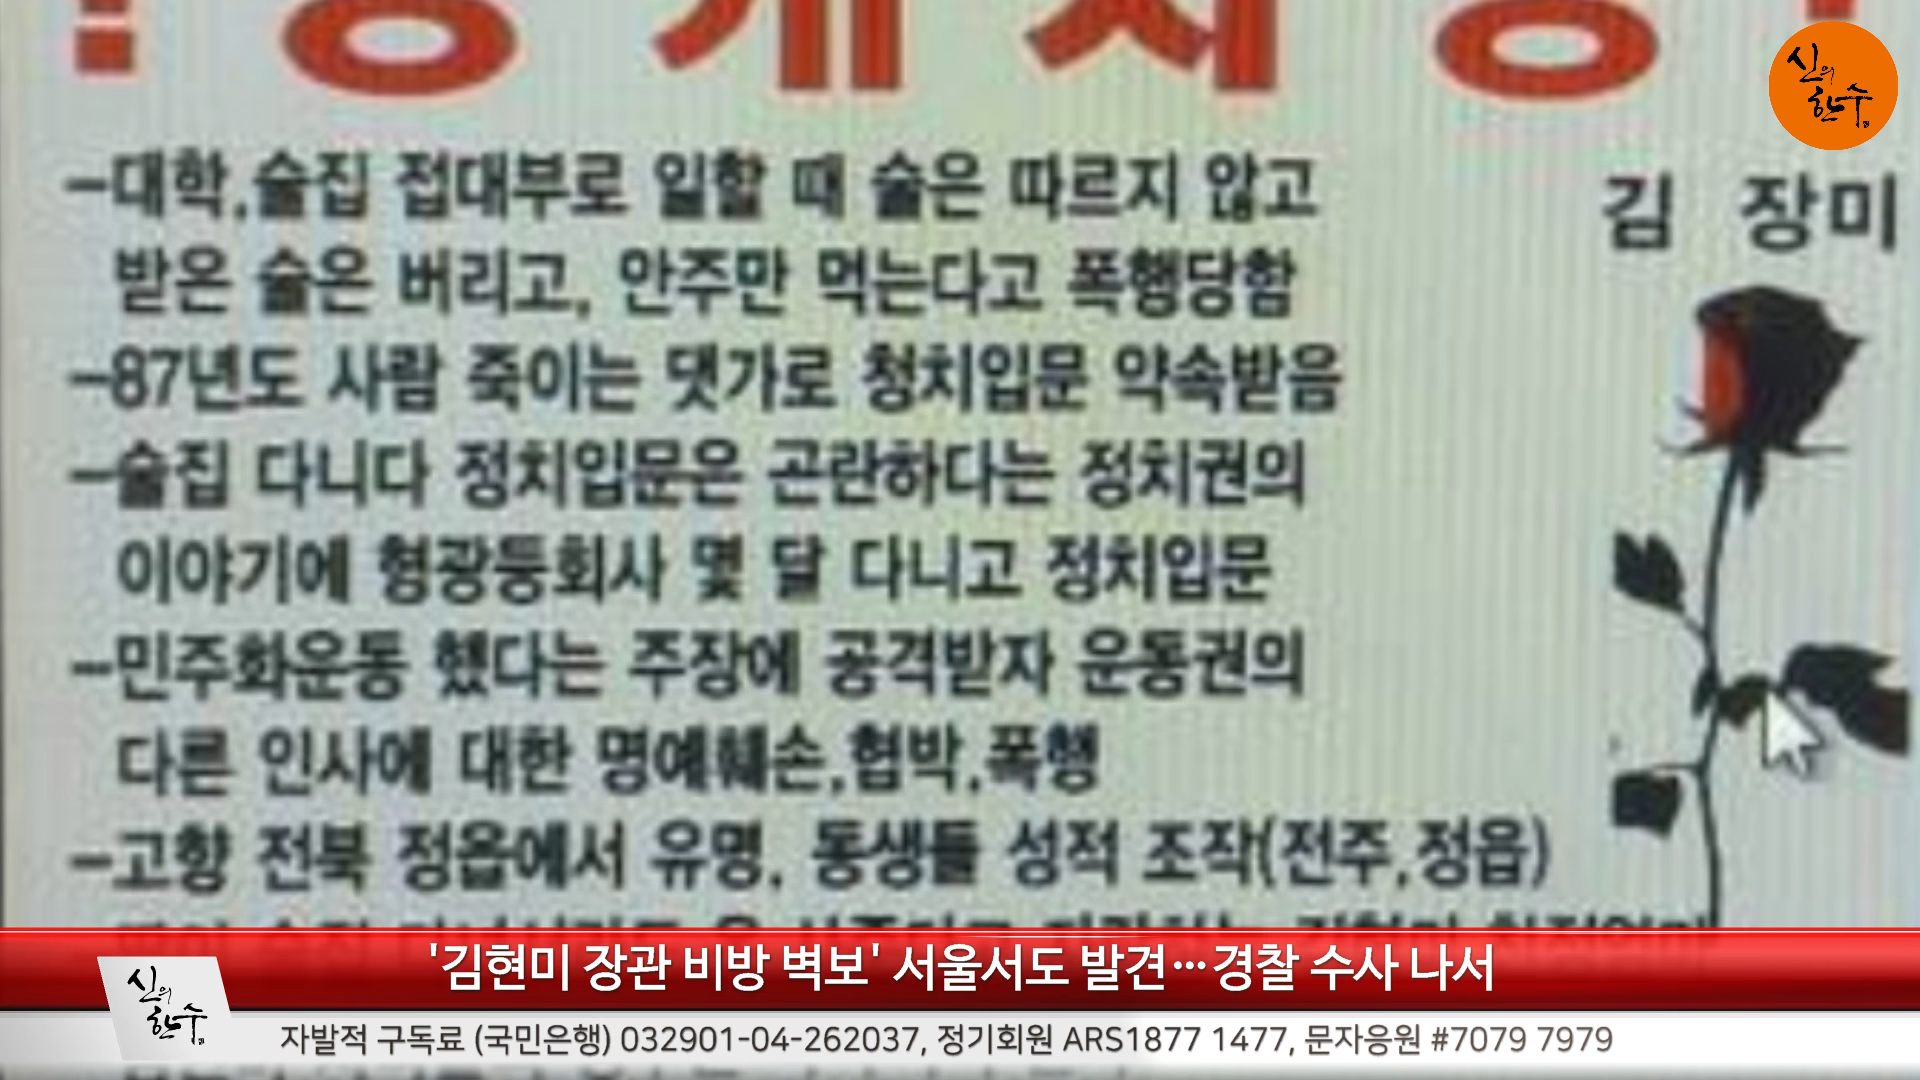 신의한수
-대학,술집 접대부로 일할 때 술은 따르지 않고
받은 술은 버리고, 안주만 먹는다고 폭행당함
-87년도 사람 죽이는 댓가로 정치입문 약속받음
-술집 다니다 정치입문은 곤란하다는 정치권의
이야기에 형광등회사 몇 달 다니고 정치입문
-민주화운동 했다는 주장에 공격받자 운동권의
다른 인사에 대한 명예훼손,협박,폭행
-고향 전북 정읍에서 유명, 동생들 성적 조작(전주,정읍)
김 장미
'김현미 장관 비방 벽보' 서울서도 발견…경찰 수사 나서
신의한수
자발적 구독료 (국민은행) 032901-04-262037, 정기회원 ARS1877 1477, 문자응원 #7079 7979